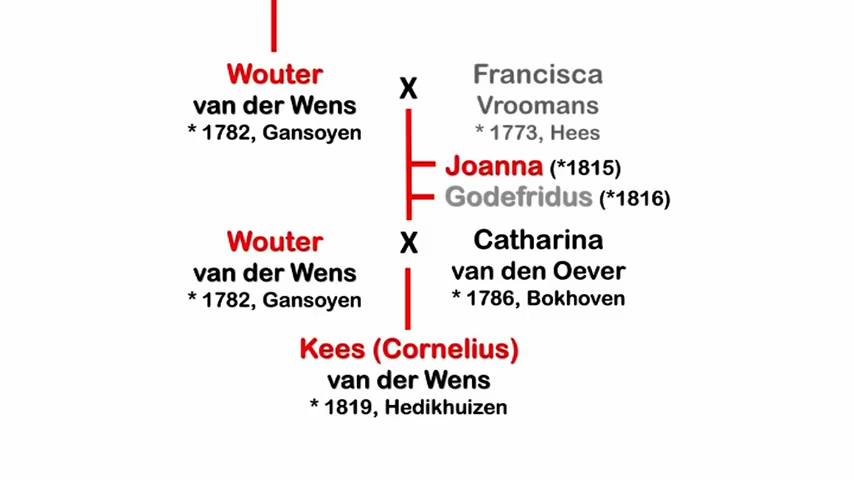 Wouter
van der Wens
* 1782, Gansoyen
X
Francisca
Vroomans
* 1773, Hees
Joanna (*1815)
Godefridus (*1816)
Wouter
van der Wens
* 1782, Gansoyen
X
Catharina
van den Oever
* 1786, Bokhoven
Kees (Cornelius)
van der Wens
* 1819, Hedikhuizen